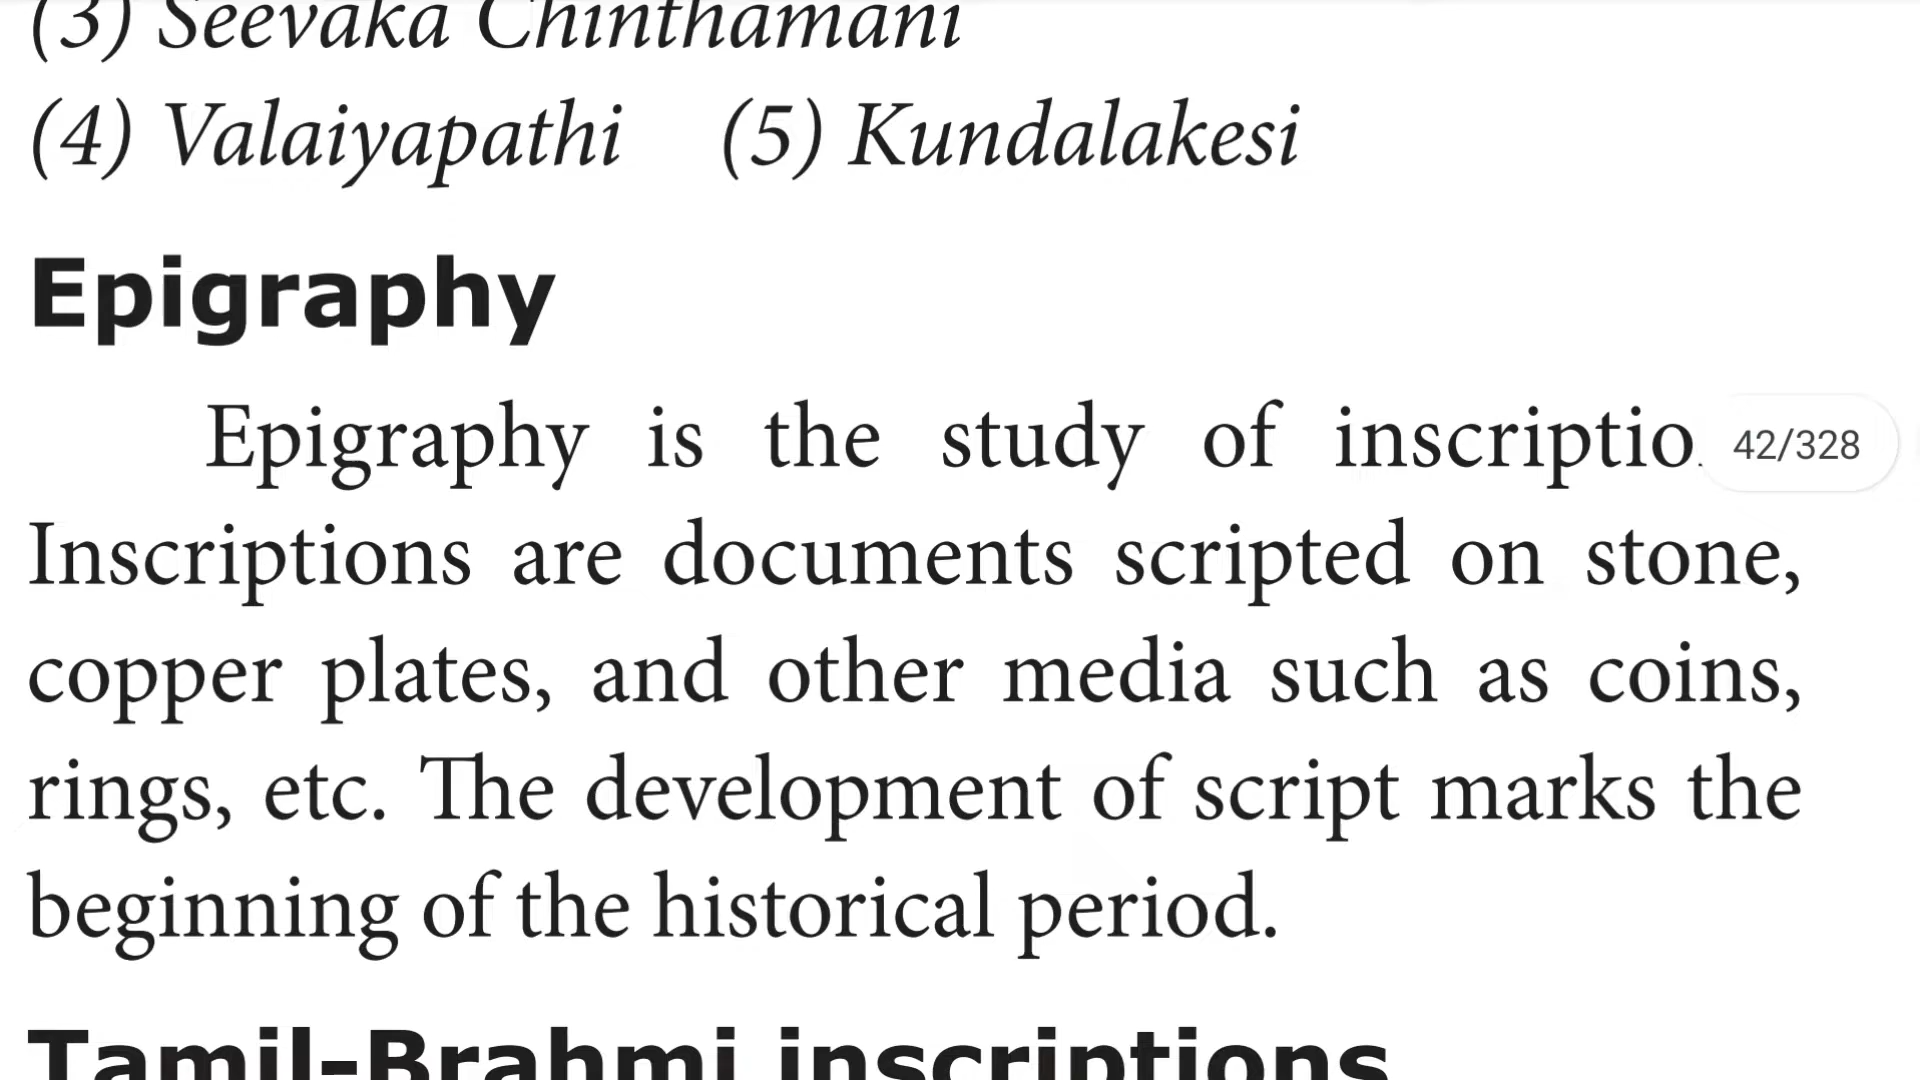 (3) Seevaka Chinthamani
(4) Valaiyapathi (5) Kundalakesi
Epigraphy
Epigraphy is the study of
42/328
Inscriptions are documents scripted on stone,
copper plates, and other media such as coins,
rings, etc. The development of script marks the
beginning of the historical period.
Tamil-Brahmi inscriptions